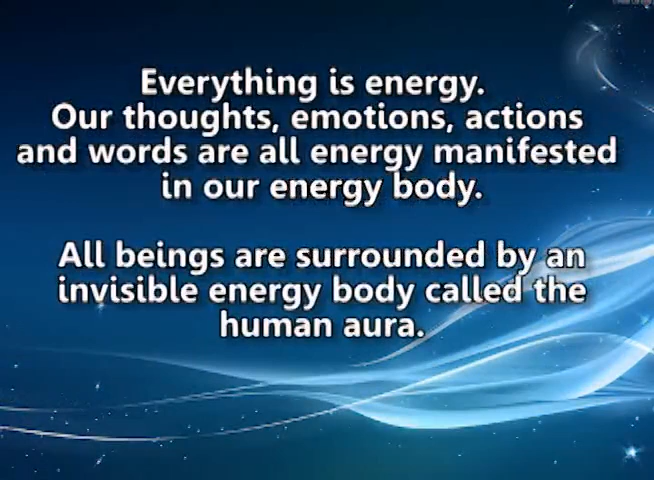 Everything is energy.
Our thoughts, emotions, actions
and words are all energy manifested
in our energy body.
All beings are surrounded by an
invisible energy body called the
human aura.